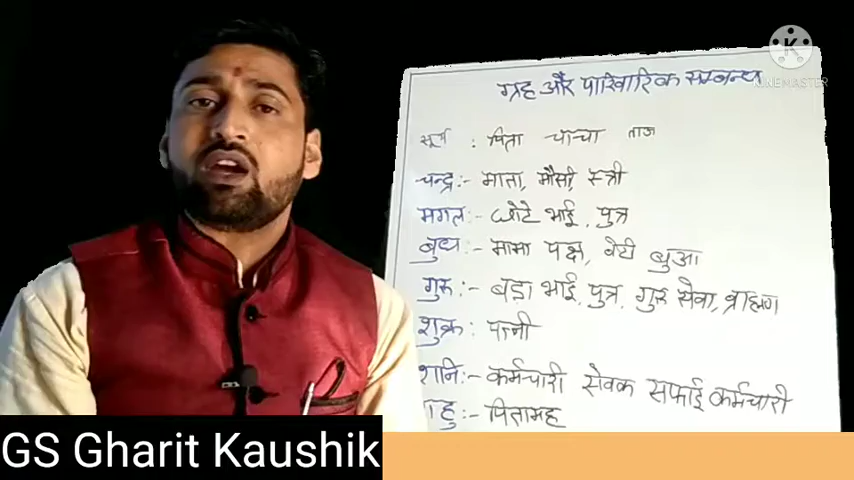 ग्रह और पारिवारिक सम्बन्ध
KINEMASTER
सूर्य : पिता चाचा ताऊ
चन्द्र:- माता, मौसी, स्त्री
मगल:- छोटे भाई, पुत्र
बुध:- मामा पक्ष, बेटी बुआ
गुरु:- बड़ा भाई, पुत्र, गुरु सेवा, ब्राह्मण
शुक्र: पत्नी
शनि:- कर्मचारी सेवक सफाई कर्मचारी
राहु:- पितामह
GS Gharit Kaushik